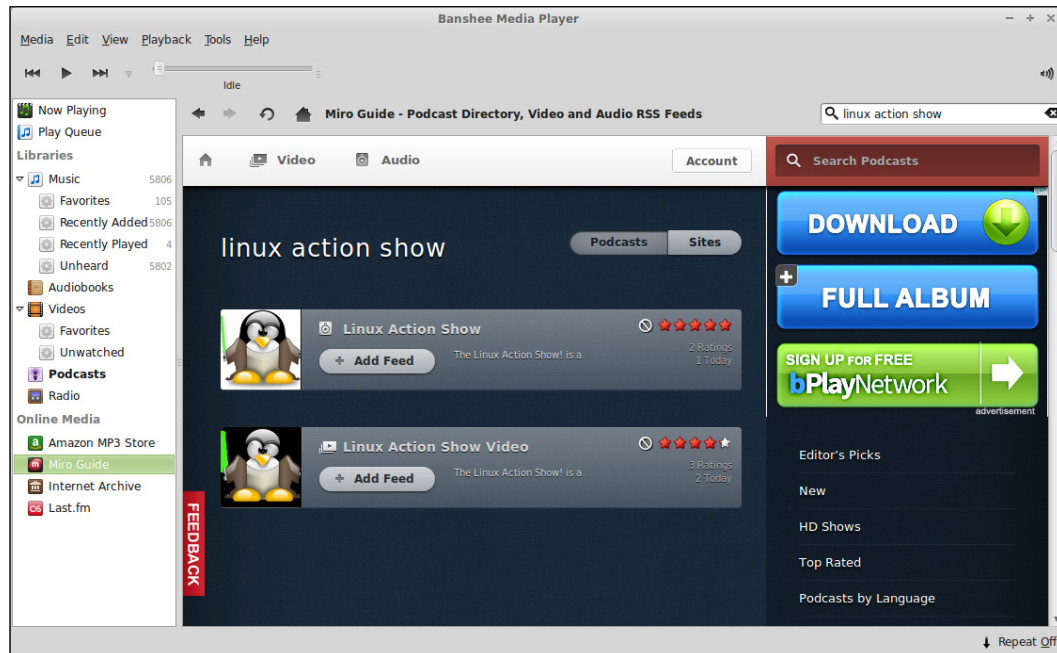 Banshee Media Player
Media Edit View Playback Tools Help
Idle
Now Playing
Play Queue
Libraries
Music 5806
Favorites 105
Recently Added 5806
Recently Played 4
Unheard 5802
Audiobooks
Videos
Favorites
Unwatched
Podcasts
Radio
Online Media
Amazon MP3 Store
Miro Guide
Internet Archive
Last.fm
Miro Guide - Podcast Directory, Video and Audio RSS Feeds
linux action show
Video Audio Account
Search Podcasts
linux action show
Podcasts Sites
Linux Action Show
Add Feed
The Linux Action Show! is a
2 Ratings
1 Today
Linux Action Show Video
Add Feed
The Linux Action Show! is a
3 Ratings
2 Today
FEEDBACK
DOWNLOAD
FULL ALBUM
SIGN UP FOR FREE
bPlayNetwork
advertisement
Editor's Picks
New
HD Shows
Top Rated
Podcasts by Language
Repeat Off